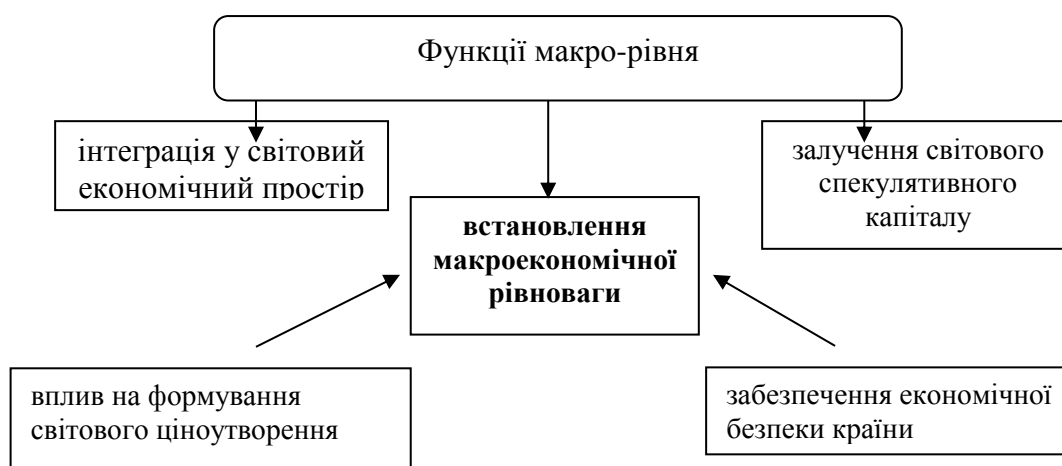 Функції макро-рівня
інтеграція у світовий
економічний простір
залучення світового
спекулятивного
капіталу
встановлення
макроекономічної
рівноваги
вплив на формування
світового ціноутворення
забезпечення економічної
безпеки країни